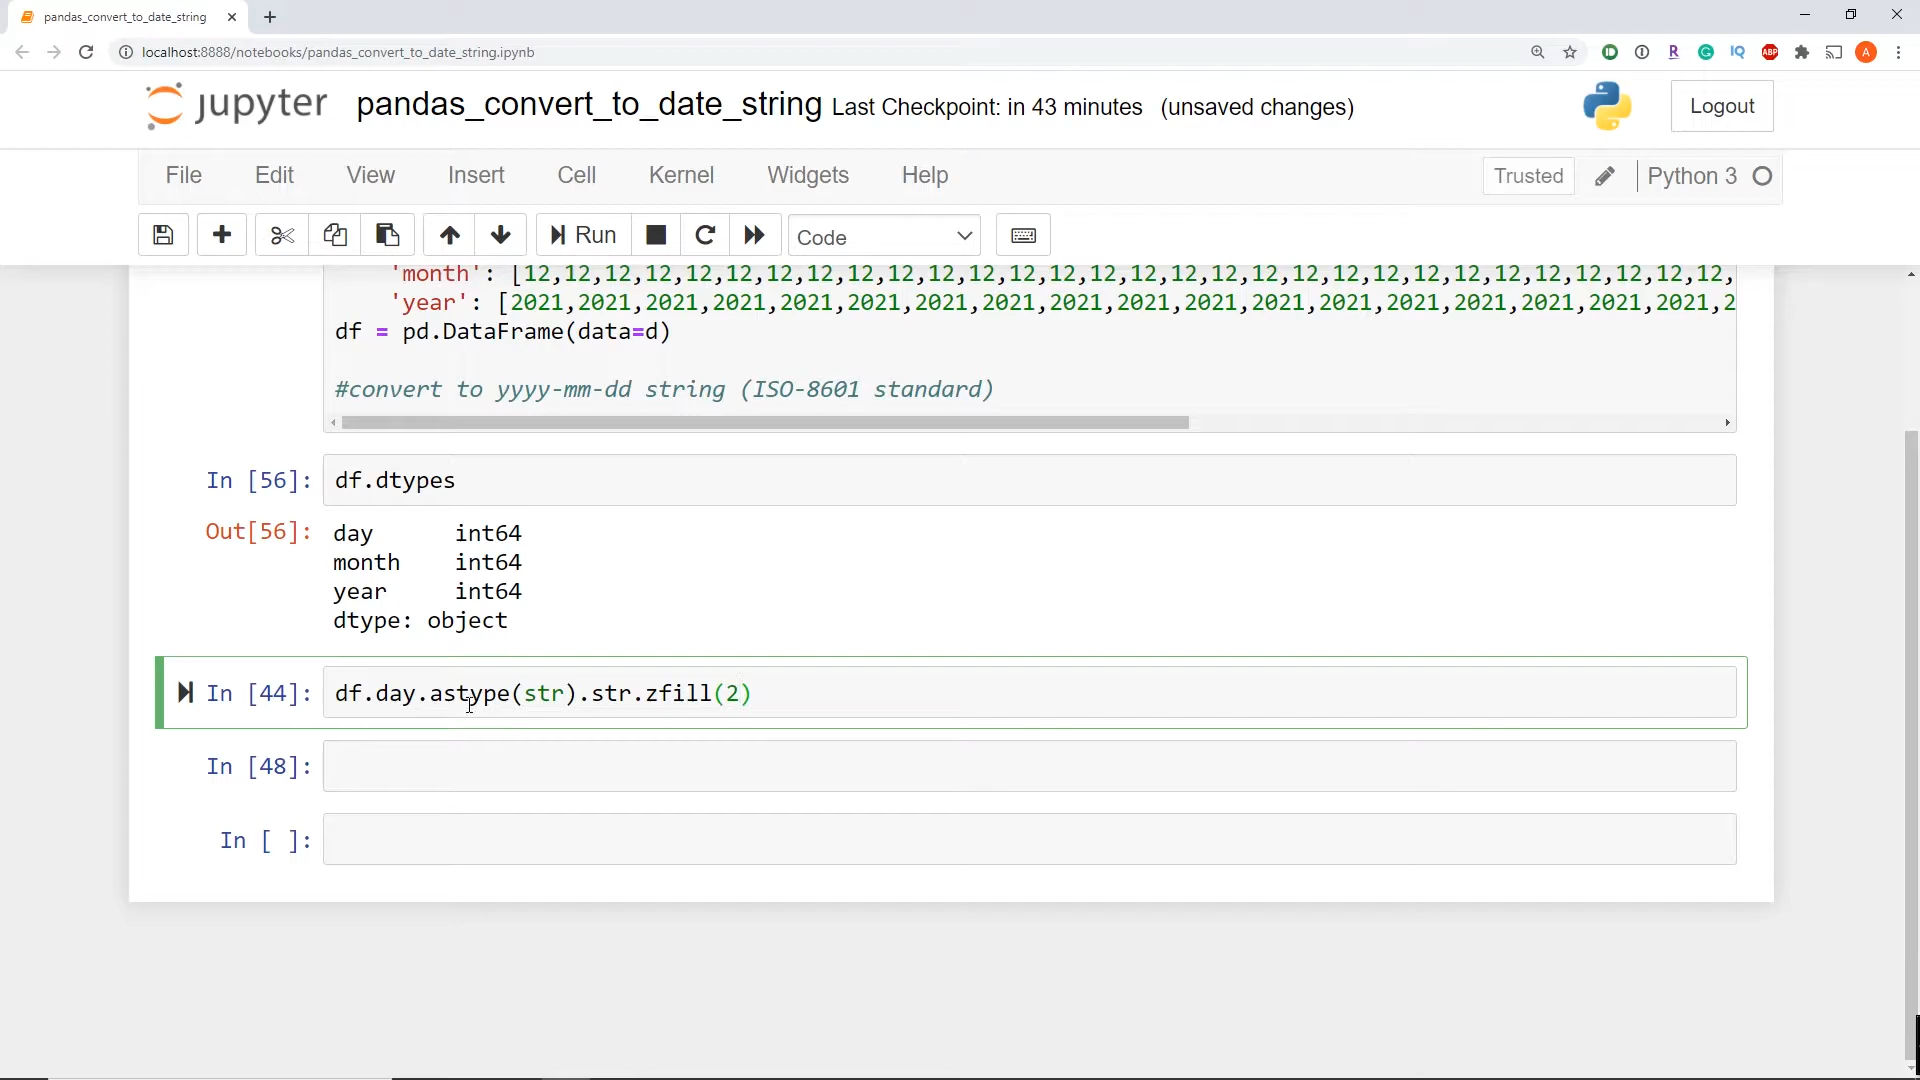 pandas_convert_to_date_string
localhost:8888/notebooks/pandas_convert_to_date_string.ipynb
R IQ ABP A
jupyter pandas_convert_to_date_string Last Checkpoint: in 43 minutes (unsaved changes) Logout
File Edit View Insert Cell Kernel Widgets Help Trusted Python 3
Run Code
'month': [12,12,12,12,12,12,12,12,12,12,12,12,12,12,12,12,12,12,12,12,12,12,12,12,12,12,12,12,12,12,
'year': [2021,2021,2021,2021,2021,2021,2021,2021,2021,2021,2021,2021,2021,2021,2021,2021,2021,2021,2
df = pd.DataFrame(data=d)
#convert to yyyy-mm-dd string (ISO-8601 standard)
In [56]: df.dtypes
Out[56]: day int64
month int64
year int64
dtype: object
In [44]: df.day.astype(str).str.zfill(2)
In [48]:
In [ ]: